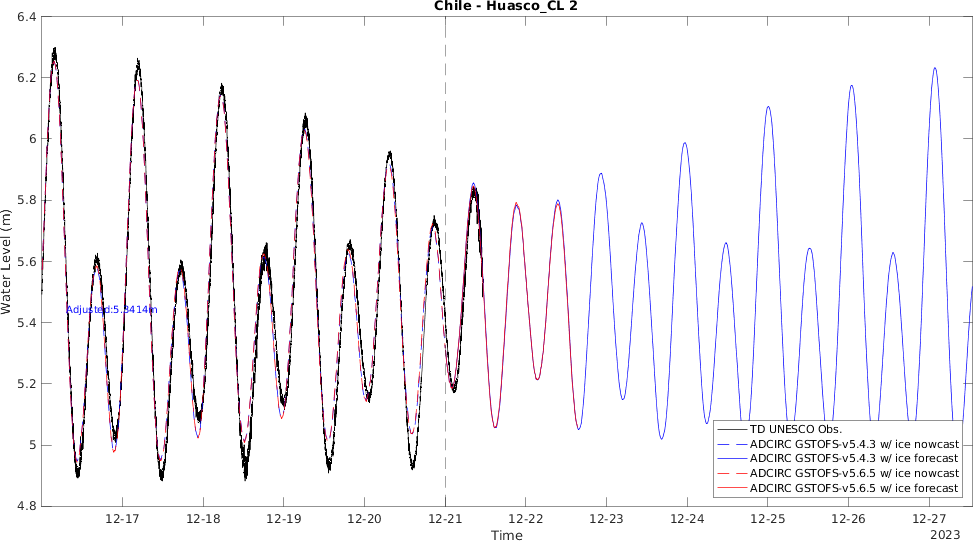 Chile - Huasco_CL 2
6.4
6.2
6
5.8
5.6
5.4
5.2
5
4.8
Water Level (m)
Adjusted:5.3414m
TD UNESCO Obs.
ADCIRC GSTOFS-v5.4.3 w/ ice nowcast
ADCIRC GSTOFS-v5.4.3 w/ ice forecast
ADCIRC GSTOFS-v5.6.5 w/ ice nowcast
ADCIRC GSTOFS-v5.6.5 w/ ice forecast
12-17 12-18 12-19 12-20 12-21 12-22 12-23 12-24 12-25 12-26 12-27
2023
Time